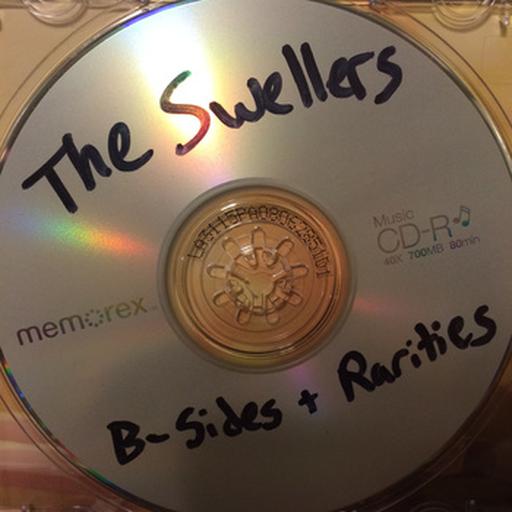 The Swellers
Music
CD-R
40X 700MB 80min
memorex
B-Sides + Rarities